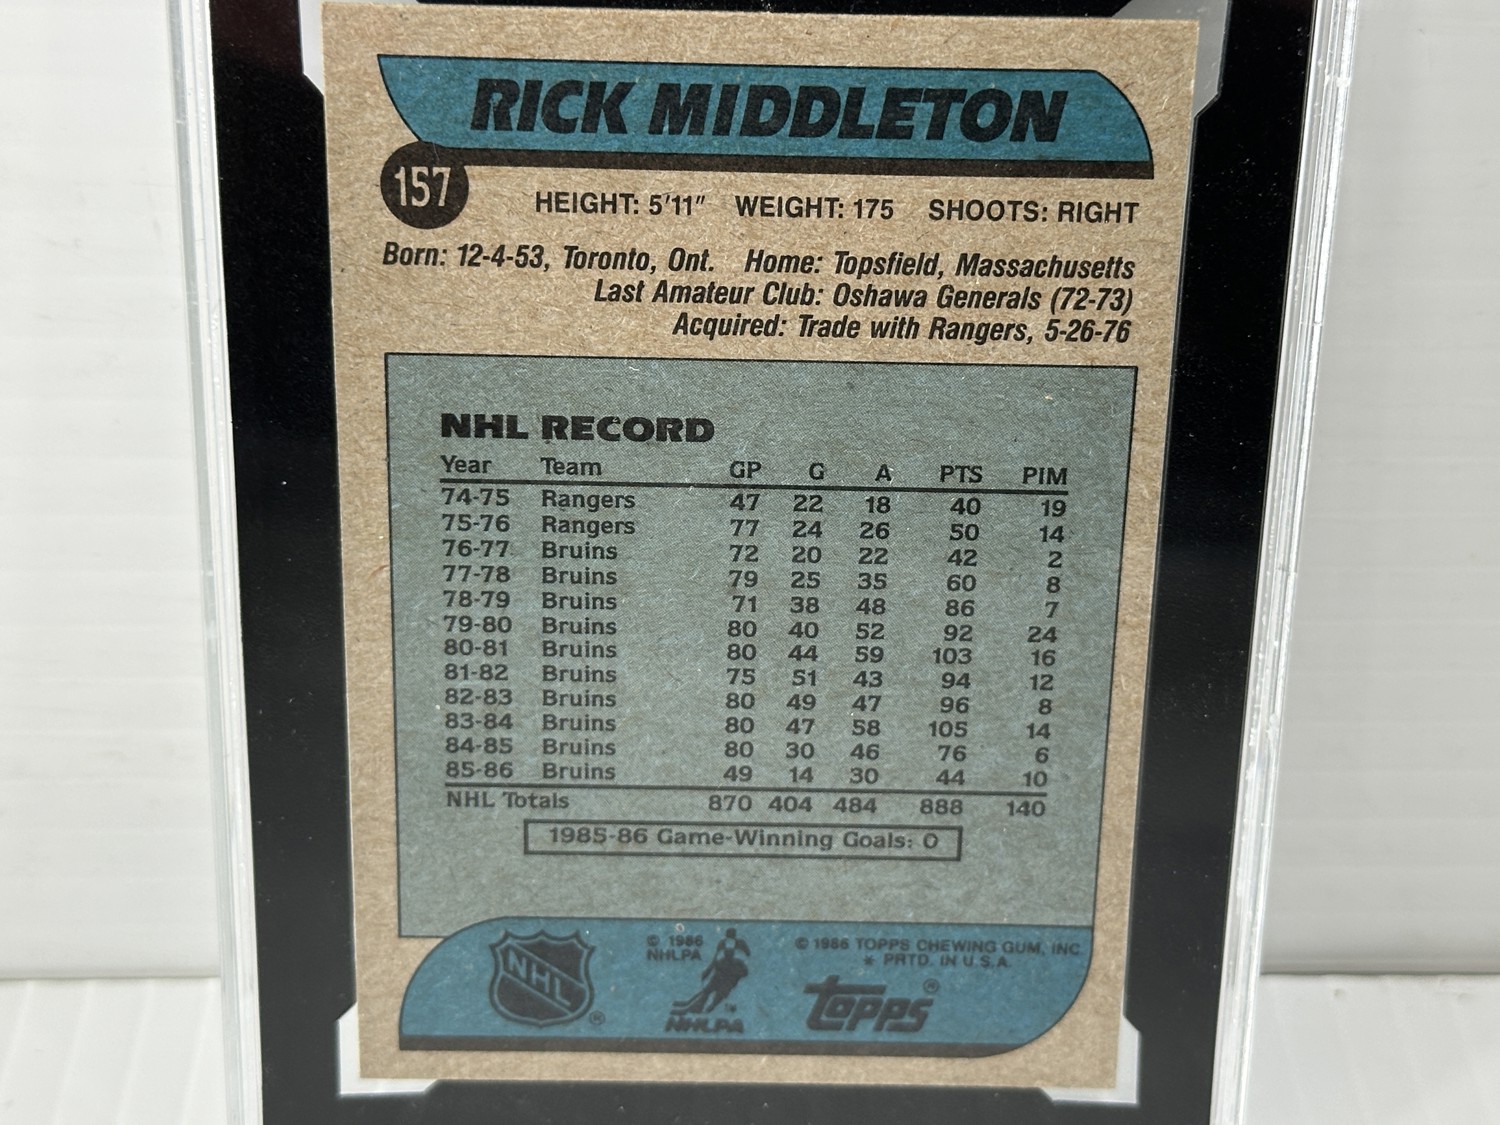 RICK MIDDLETON
157
HEIGHT: 5'11" WEIGHT: 175 SHOOTS: RIGHT
Born: 12-4-53, Toronto, Ont. Home: Topsfield, Massachusetts
Last Amateur Club: Oshawa Generals (72-73)
Acquired: Trade with Rangers, 5-26-76
NHL RECORD
Year Team GP G A PTS PIM
74-75 Rangers 47 22 18 40 19
75-76 Rangers 77 24 26 50 14
76-77 Bruins 72 20 22 42 2
77-78 Bruins 79 25 35 60 8
78-79 Bruins 71 38 48 86 7
79-80 Bruins 80 40 52 92 24
80-81 Bruins 80 44 59 103 16
81-82 Bruins 75 51 43 94 12
82-83 Bruins 80 49 47 96 8
83-84 Bruins 80 47 58 105 14
84-85 Bruins 80 30 46 76 6
85-86 Bruins 49 14 30 44 10
NHL Totals 870 404 484 888 140
1985-86 Game-Winning Goals: 0
NHL ®
© 1986
NHLPA
™
NHLPA
© 1986 TOPPS CHEWING GUM, INC
* PRTD. IN U.S.A.
topps®